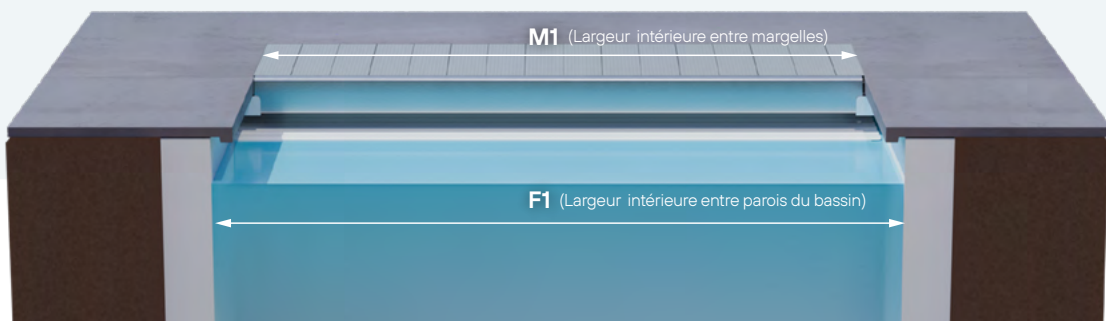 M1 (Largeur intérieure entre margelles)
F1 (Largeur intérieure entre parois du bassin)